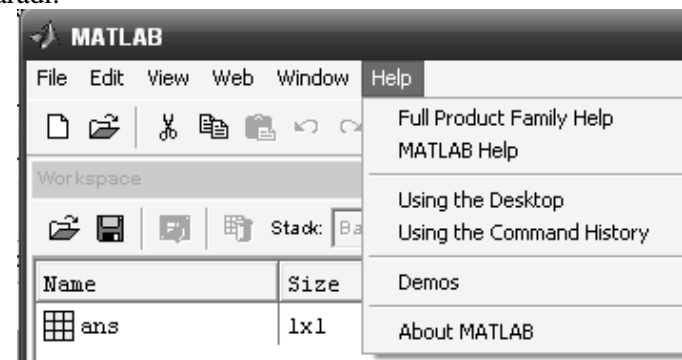 MATLAB
File Edit View Web Window Help
Full Product Family Help
MATLAB Help
Using the Desktop
Using the Command History
Demos
About MATLAB
Workspace
Stack: Ba
Name Size
ans 1x1